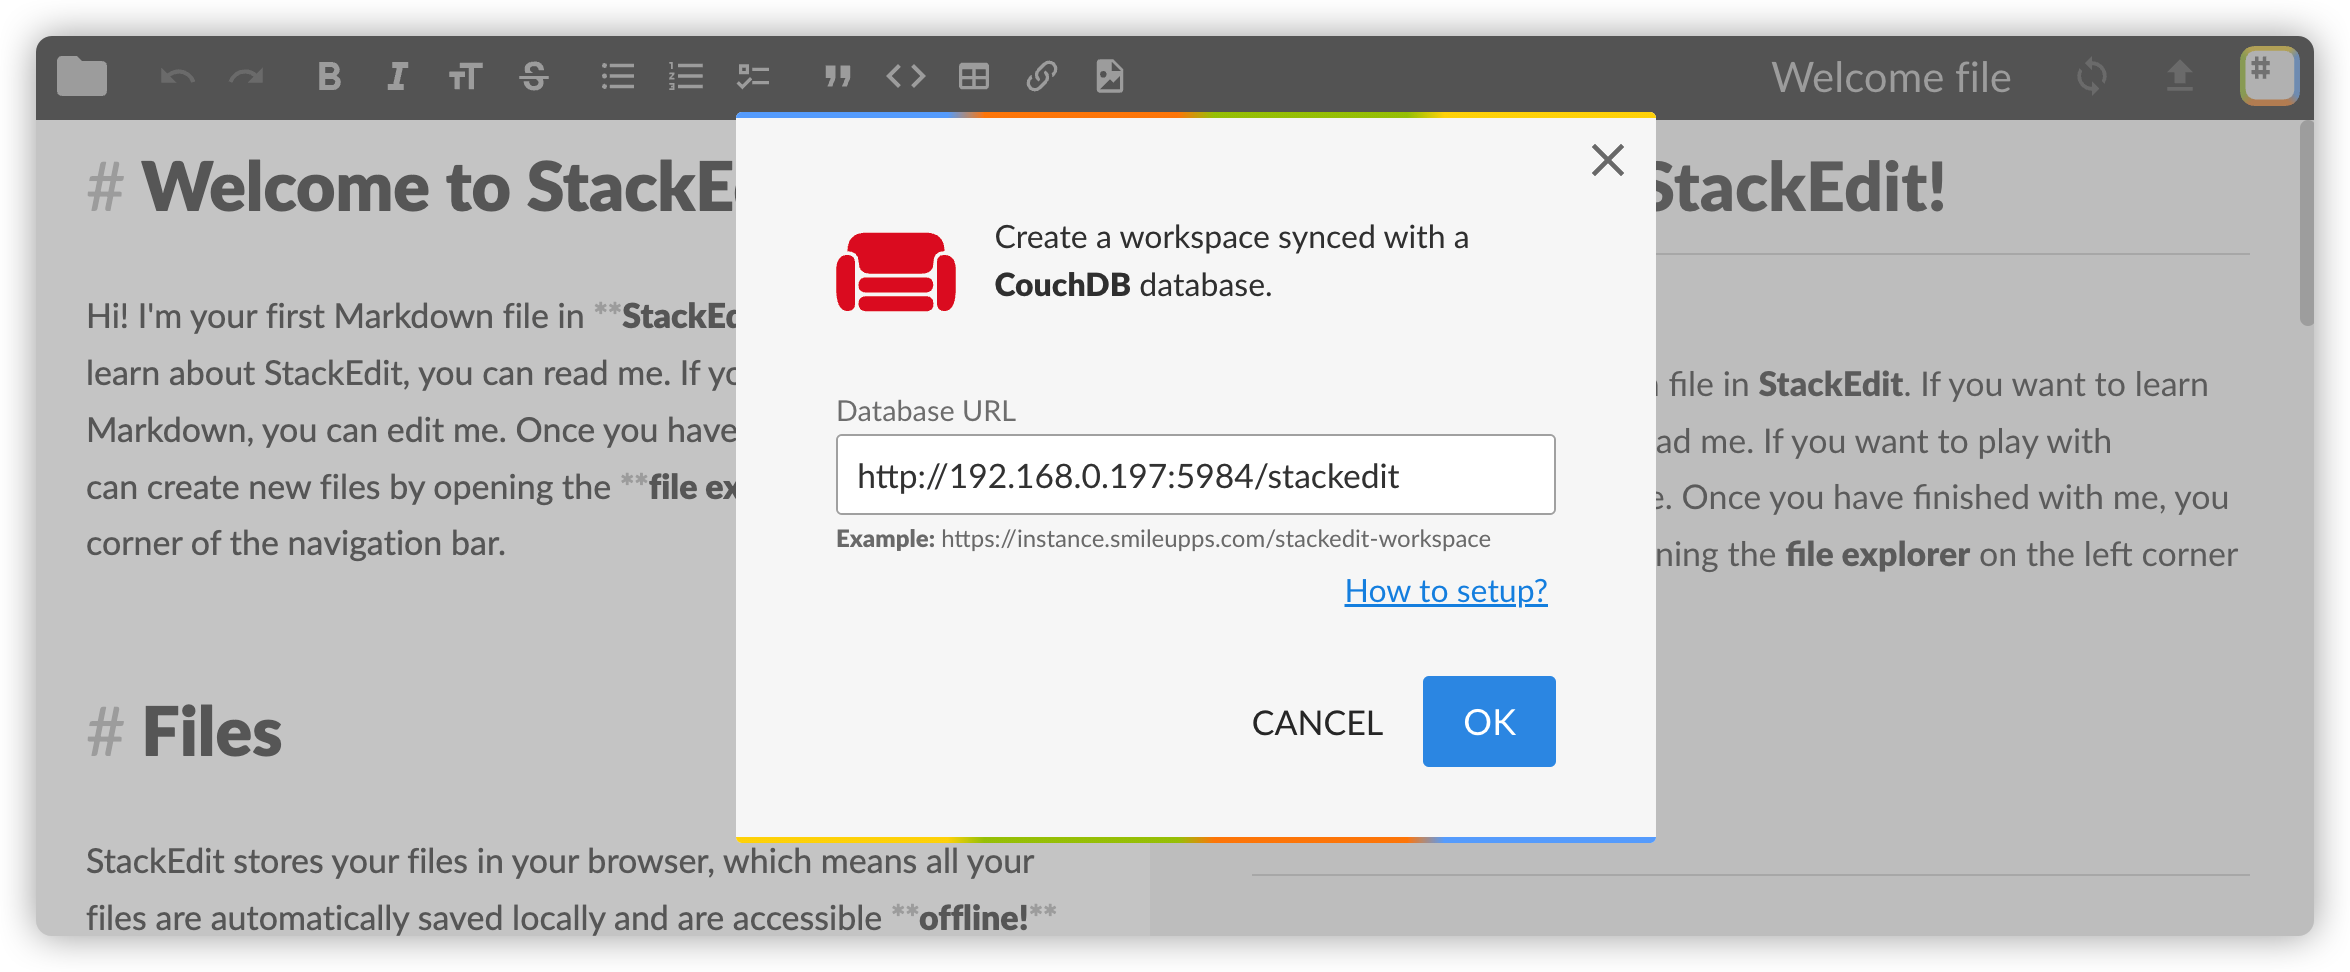 Welcome file
# Welcome to StackE
StackEdit!
Hi! I'm your first Markdown file in **StackEd
learn about StackEdit, you can read me. If yo
Markdown, you can edit me. Once you have
can create new files by opening the **file ex
corner of the navigation bar.
# Files
StackEdit stores your files in your browser, which means all your
files are automatically saved locally and are accessible **offline!**
Create a workspace synced with a
CouchDB database.
Database URL
http://192.168.0.197:5984/stackedit
Example: https://instance.smileupps.com/stackedit-workspace
How to setup?
CANCEL
OK
file in StackEdit. If you want to learn
ad me. If you want to play with
e. Once you have finished with me, you
ning the file explorer on the left corner